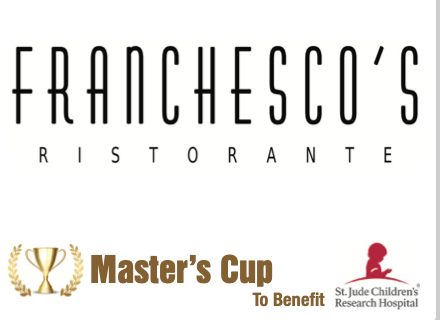 FRANCHESCO'S
RISTORANTE
Master's Cup
To Benefit
St. Jude Children's
Research Hospital